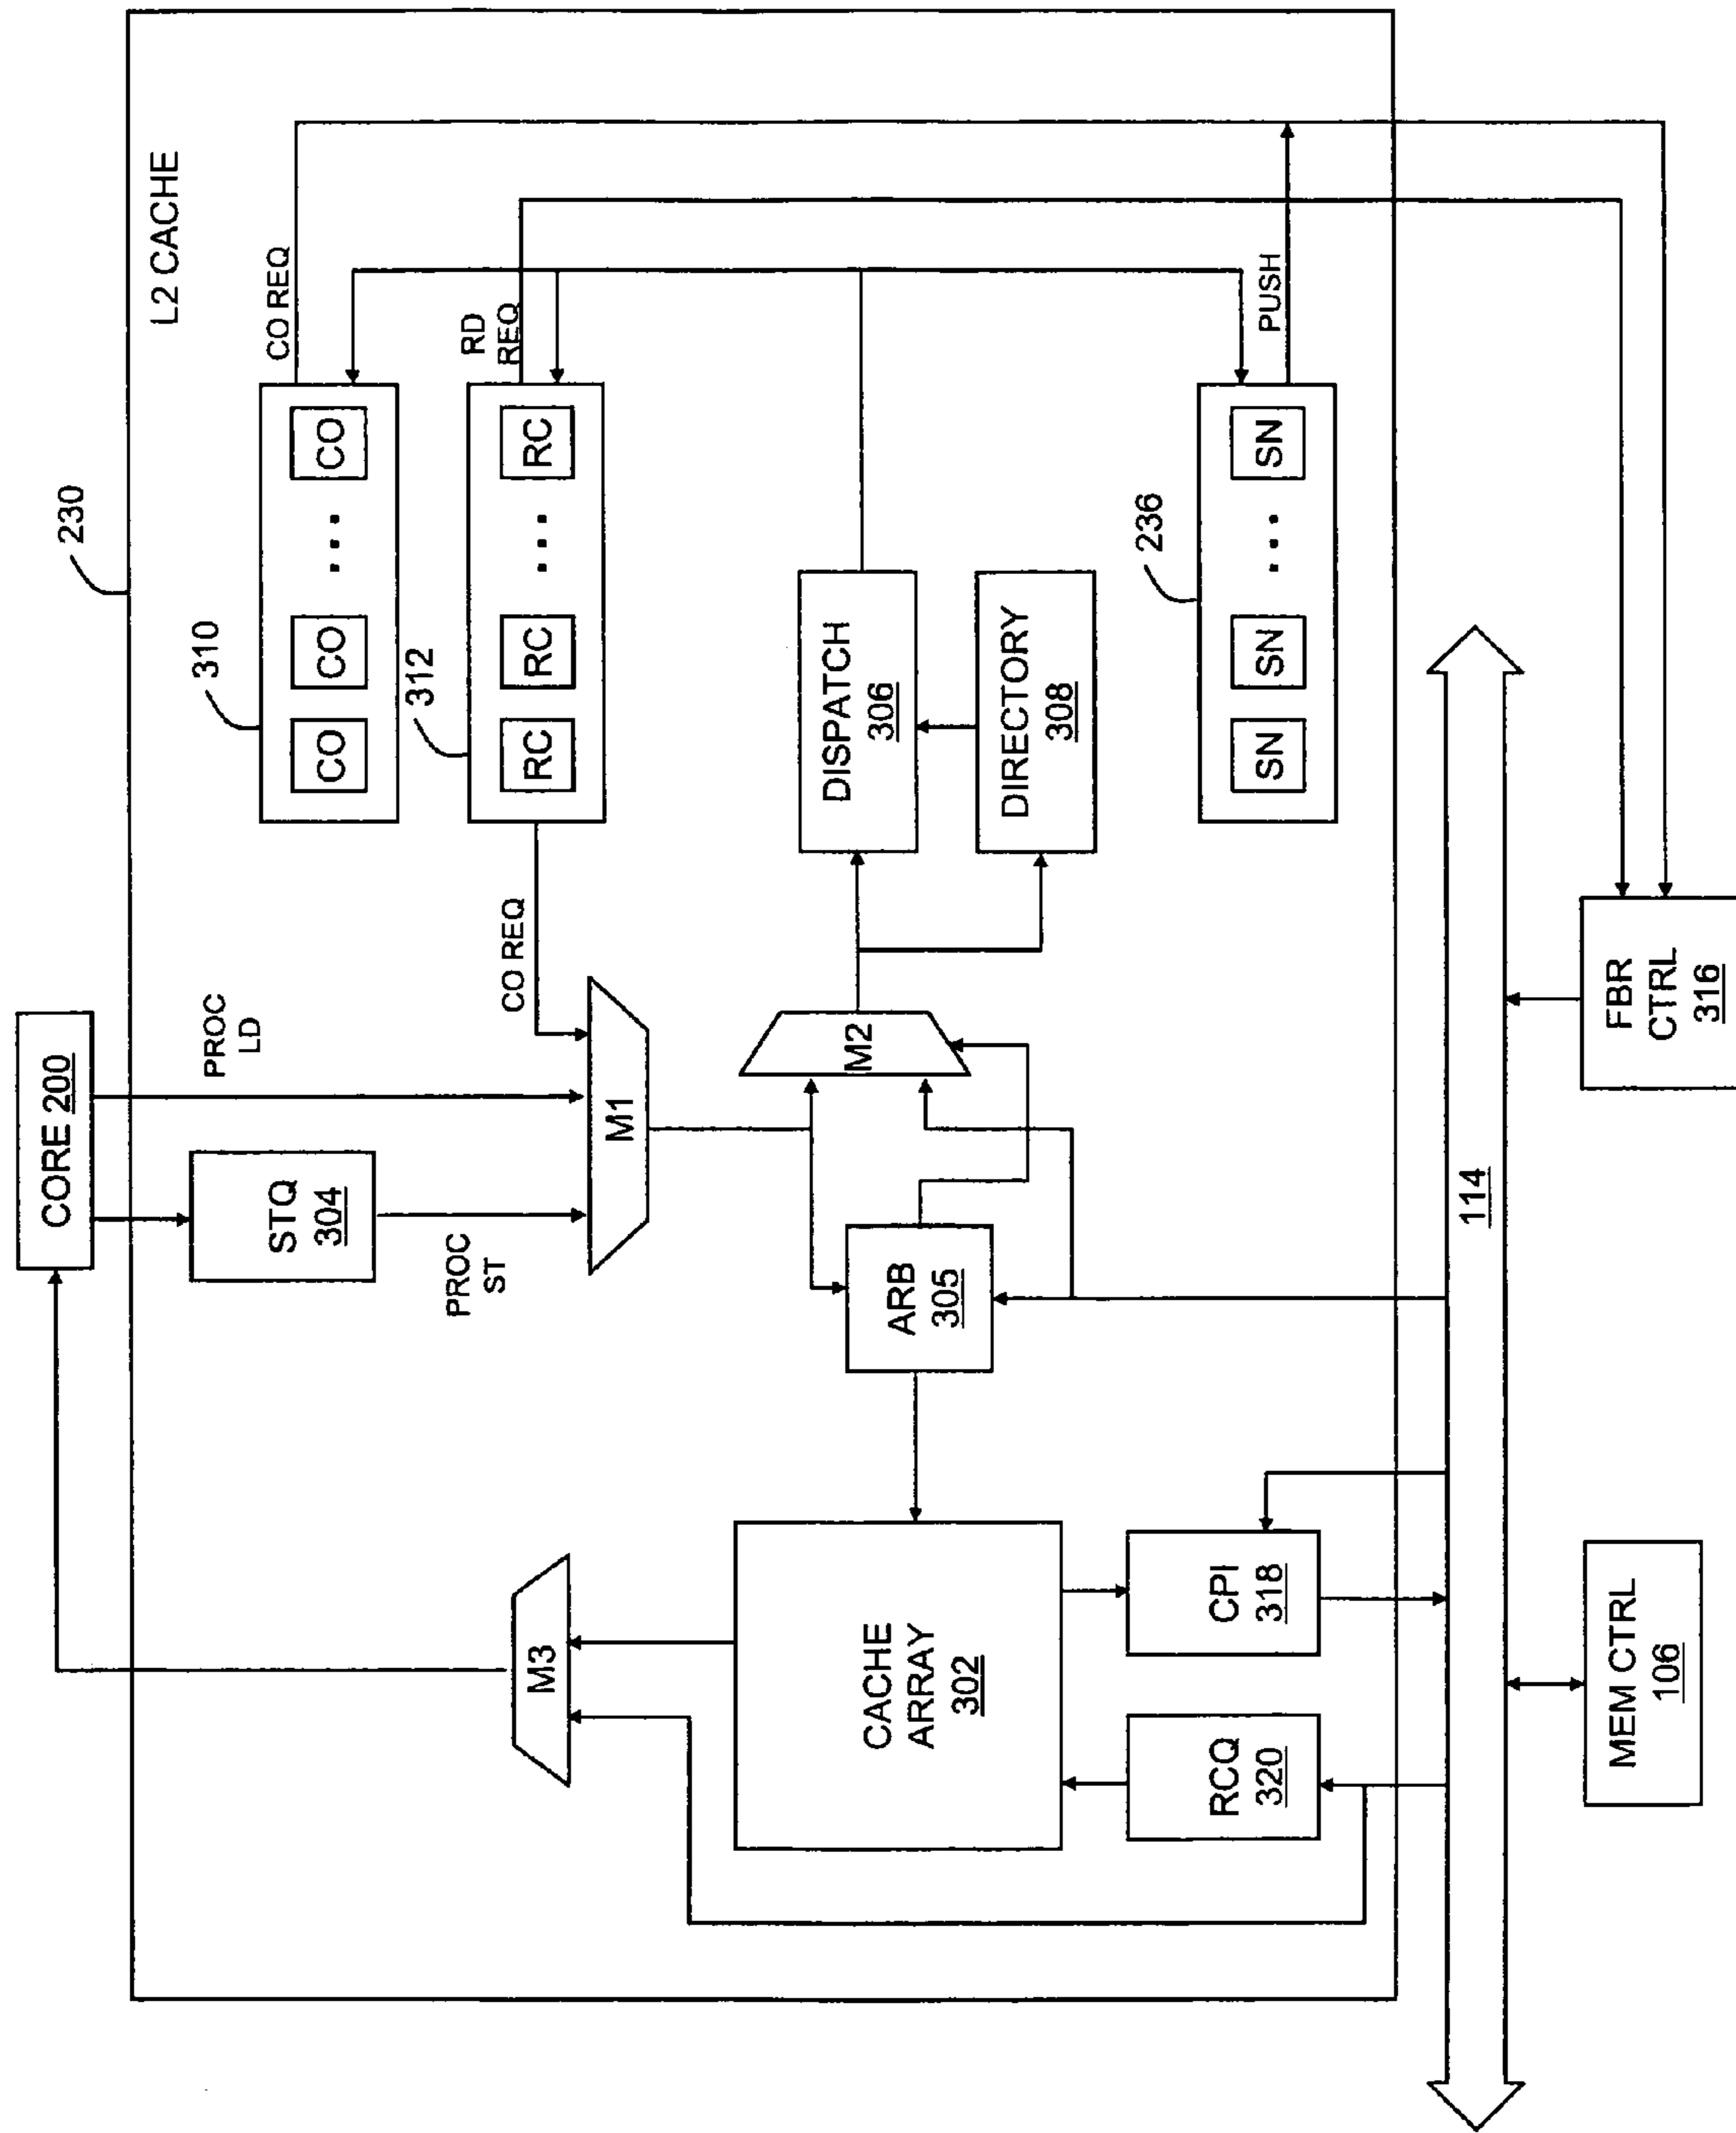 CORE 200
L2 CACHE
230
STQ
304
PROC
LD
PROC
ST
CO REQ
310
CO
CO
...
CO
CO REQ
312
RC
RC
...
RC
RD
REQ
M1
M3
M2
ARB
305
DISPATCH
306
DIRECTORY
308
CACHE
ARRAY
302
236
SN
SN
...
SN
PUSH
RCQ
320
CPI
318
114
MEM CTRL
106
FBR
CTRL
316